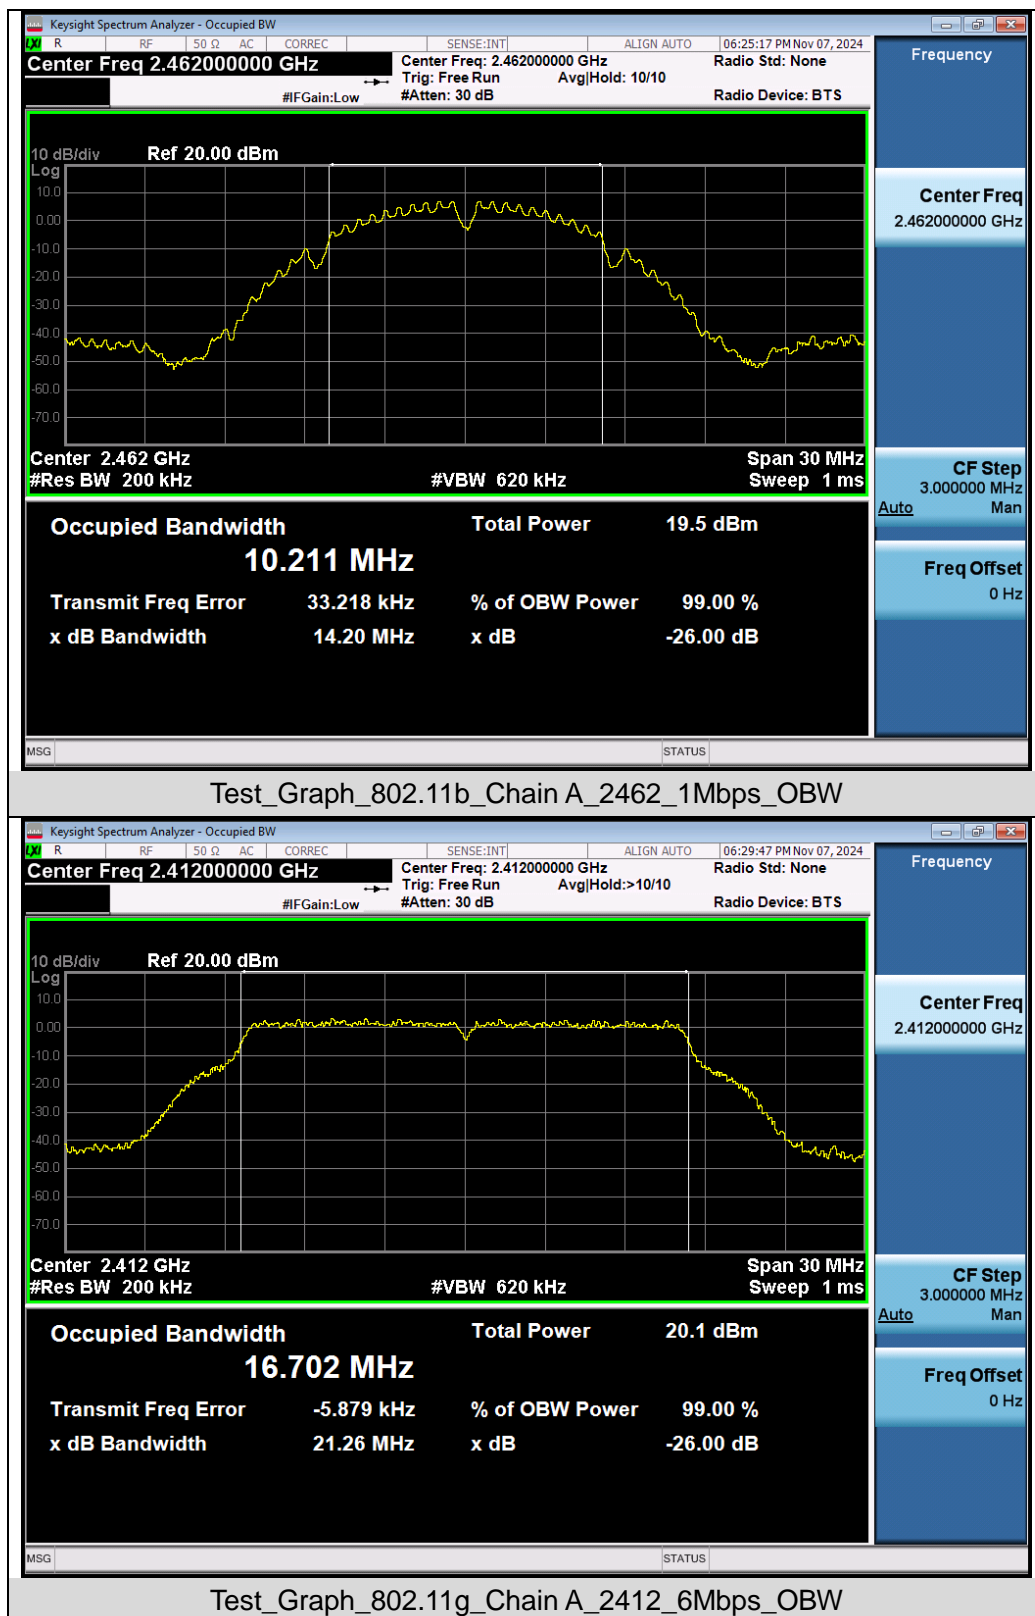 Keysight Spectrum Analyzer - Occupied BW
LXI R RF 50 Ω AC CORREC SENSE:INT ALIGN AUTO 06:25:17 PM Nov 07, 2024
Center Freq 2.462000000 GHz Center Freq: 2.462000000 GHz Radio Std: None
Trig: Free Run Avg|Hold: 10/10
#IFGain:Low #Atten: 30 dB Radio Device: BTS
10 dB/div Ref 20.00 dBm
Log
10.0
0.00
-10.0
-20.0
-30.0
-40.0
-50.0
-60.0
-70.0
Center 2.462 GHz Span 30 MHz
#Res BW 200 kHz #VBW 620 kHz Sweep 1 ms
Occupied Bandwidth Total Power 19.5 dBm
10.211 MHz
Transmit Freq Error 33.218 kHz % of OBW Power 99.00 %
x dB Bandwidth 14.20 MHz x dB -26.00 dB
MSG STATUS
Frequency
Center Freq
2.462000000 GHz
CF Step
3.000000 MHz
Auto Man
Freq Offset
0 Hz
Test_Graph_802.11b_Chain A_2462_1Mbps_OBW
Keysight Spectrum Analyzer - Occupied BW
LXI R RF 50 Ω AC CORREC SENSE:INT ALIGN AUTO 06:29:47 PM Nov 07, 2024
Center Freq 2.412000000 GHz Center Freq: 2.412000000 GHz Radio Std: None
Trig: Free Run Avg|Hold:>10/10
#IFGain:Low #Atten: 30 dB Radio Device: BTS
10 dB/div Ref 20.00 dBm
Log
10.0
0.00
-10.0
-20.0
-30.0
-40.0
-50.0
-60.0
-70.0
Center 2.412 GHz Span 30 MHz
#Res BW 200 kHz #VBW 620 kHz Sweep 1 ms
Occupied Bandwidth Total Power 20.1 dBm
16.702 MHz
Transmit Freq Error -5.879 kHz % of OBW Power 99.00 %
x dB Bandwidth 21.26 MHz x dB -26.00 dB
MSG STATUS
Frequency
Center Freq
2.412000000 GHz
CF Step
3.000000 MHz
Auto Man
Freq Offset
0 Hz
Test_Graph_802.11g_Chain A_2412_6Mbps_OBW